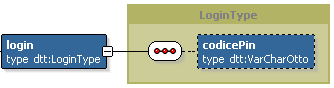 LoginType
login
type dtt:LoginType
codicePin
type dtt:VarCharOtto